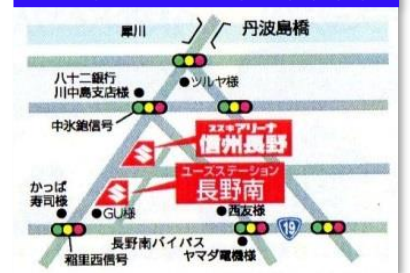 犀川
丹波島橋
八十二銀行
川中島支店様
ツルヤ様
中氷鉋信号
スズキアリーナ
信州長野
ユーズステーション
長野南
かっぱ
寿司様
GU様
西友様
19
長野南バイパス
ヤマダ電機様
稲里西信号